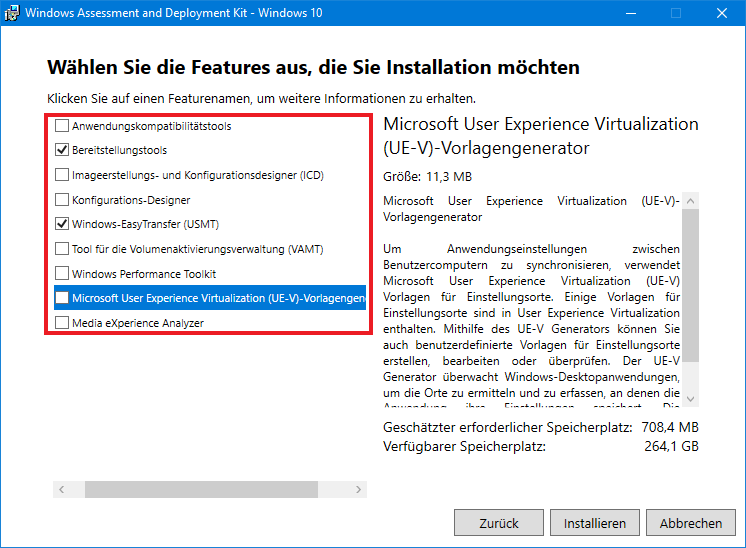 Windows Assessment and Deployment Kit - Windows 10
Wählen Sie die Features aus, die Sie Installation möchten
Klicken Sie auf einen Featurenamen, um weitere Informationen zu erhalten.
Anwendungskompatibilitätstools
Bereitstellungstools
Imageerstellungs- und Konfigurationsdesigner (ICD)
Konfigurations-Designer
Windows-EasyTransfer (USMT)
Tool für die Volumenaktivierungsverwaltung (VAMT)
Windows Performance Toolkit
Microsoft User Experience Virtualization (UE-V)-Vorlagengen
Media eXperience Analyzer
Microsoft User Experience Virtualization
(UE-V)-Vorlagengenerator
Größe: 11,3 MB
Microsoft User Experience Virtualization (UE-V)-
Vorlagengenerator
Um Anwendungseinstellungen zwischen
Benutzercomputern zu synchronisieren, verwendet
Microsoft User Experience Virtualization (UE-V)
Vorlagen für Einstellungsorte. Einige Vorlagen für
Einstellungsorte sind in User Experience Virtualization
enthalten. Mithilfe des UE-V Generators können Sie
auch benutzerdefinierte Vorlagen für Einstellungsorte
erstellen, bearbeiten oder überprüfen. Der UE-V
Generator überwacht Windows-Desktopanwendungen,
um die Orte zu ermitteln und zu erfassen, an denen die
Anwendung ihre Einstellungen speichert. Die
Geschätzter erforderlicher Speicherplatz: 708,4 MB
Verfügbarer Speicherplatz: 264,1 GB
Zurück
Installieren
Abbrechen